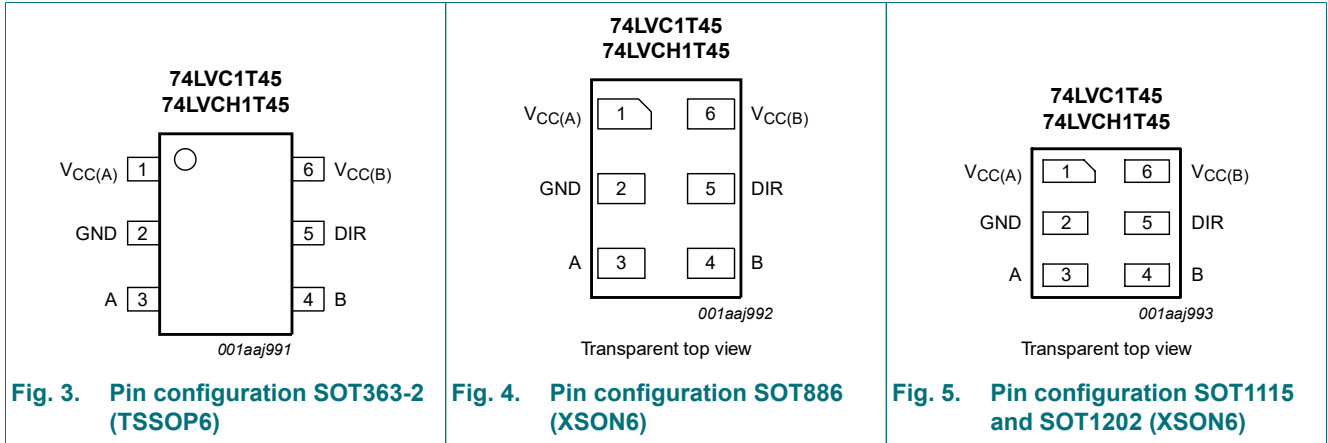 74LVC1T45
74LVCH1T45
VCC(A) 1
6 VCC(B)
GND 2
5 DIR
A 3
4 B
001aaj991
Fig. 3. Pin configuration SOT363-2
(TSSOP6)
74LVC1T45
74LVCH1T45
VCC(A) 1
6 VCC(B)
GND 2
5 DIR
A 3
4 B
001aaj992
Transparent top view
Fig. 4. Pin configuration SOT886
(XSON6)
74LVC1T45
74LVCH1T45
VCC(A) 1
6 VCC(B)
GND 2
5 DIR
A 3
4 B
001aaj993
Transparent top view
Fig. 5. Pin configuration SOT1115
and SOT1202 (XSON6)